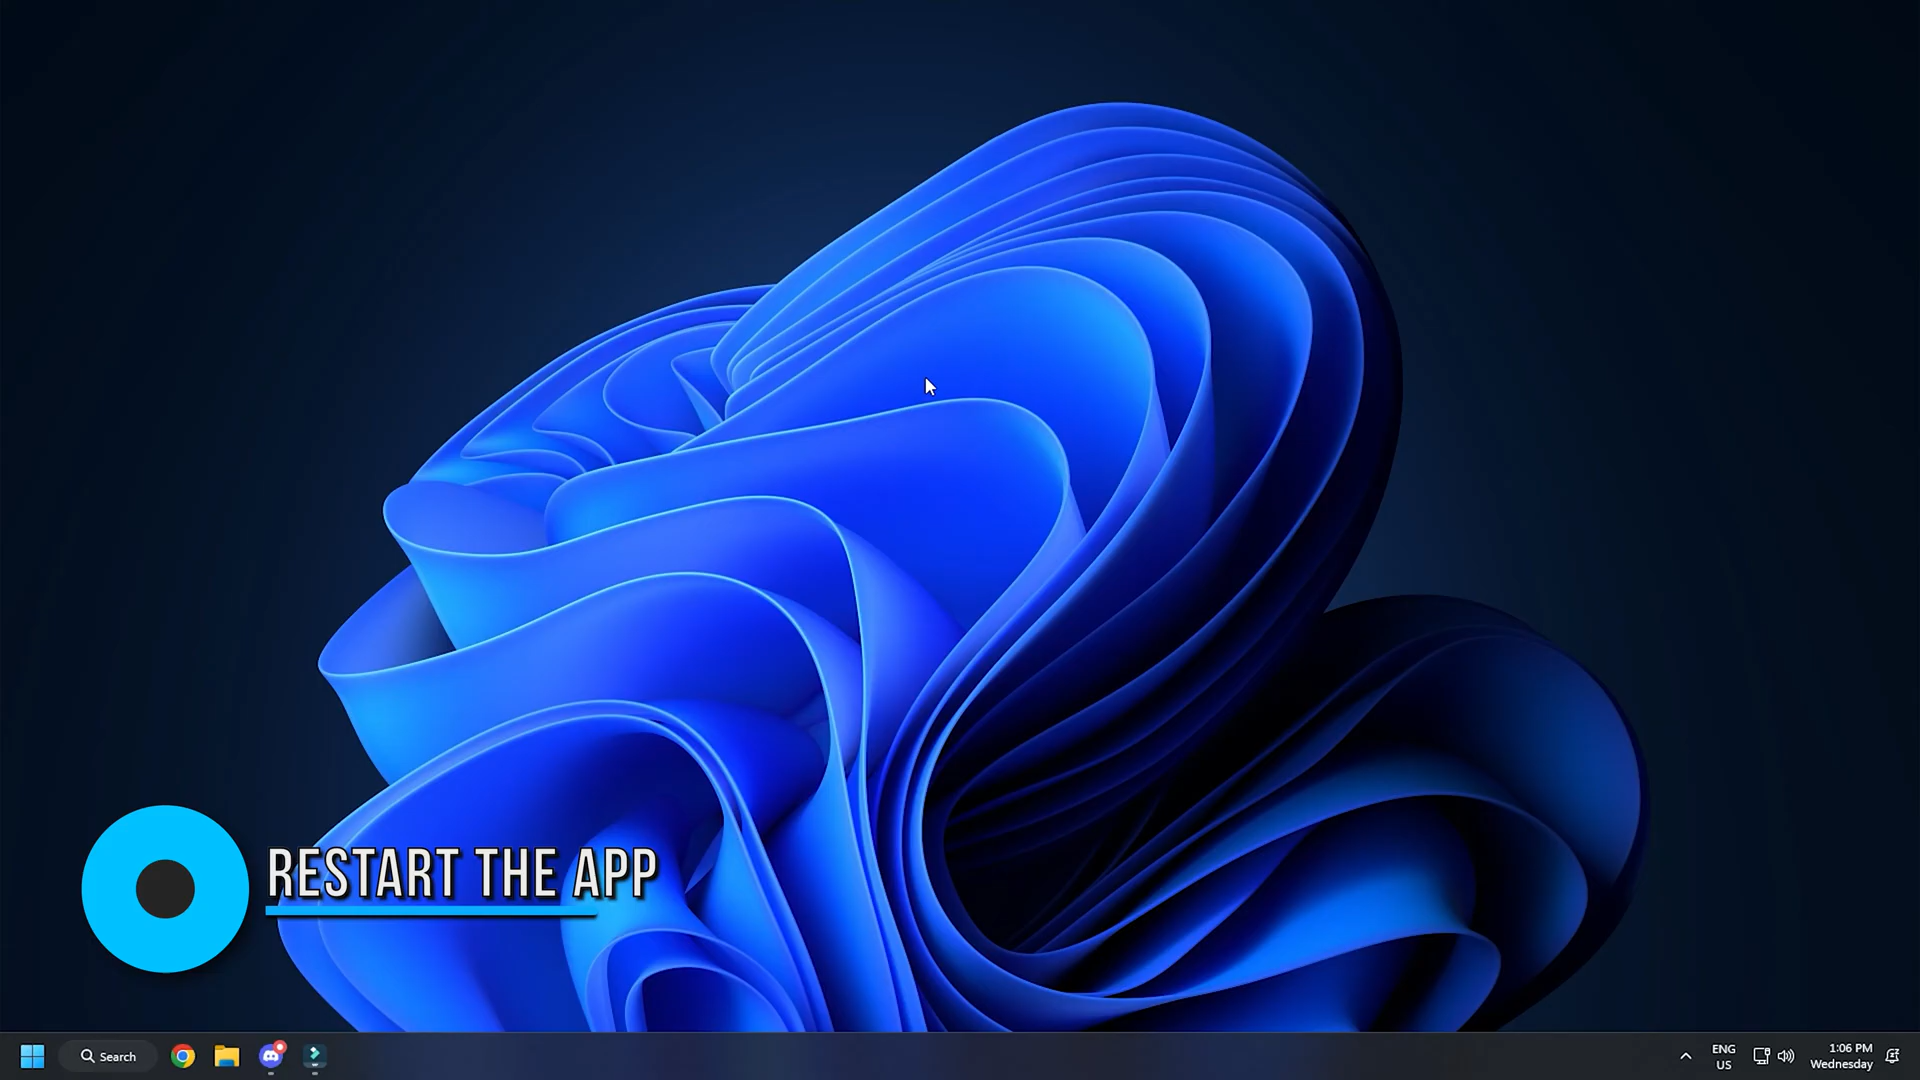 RESTART THE APP
Search
ENG
US
1:06 PM
Wednesday